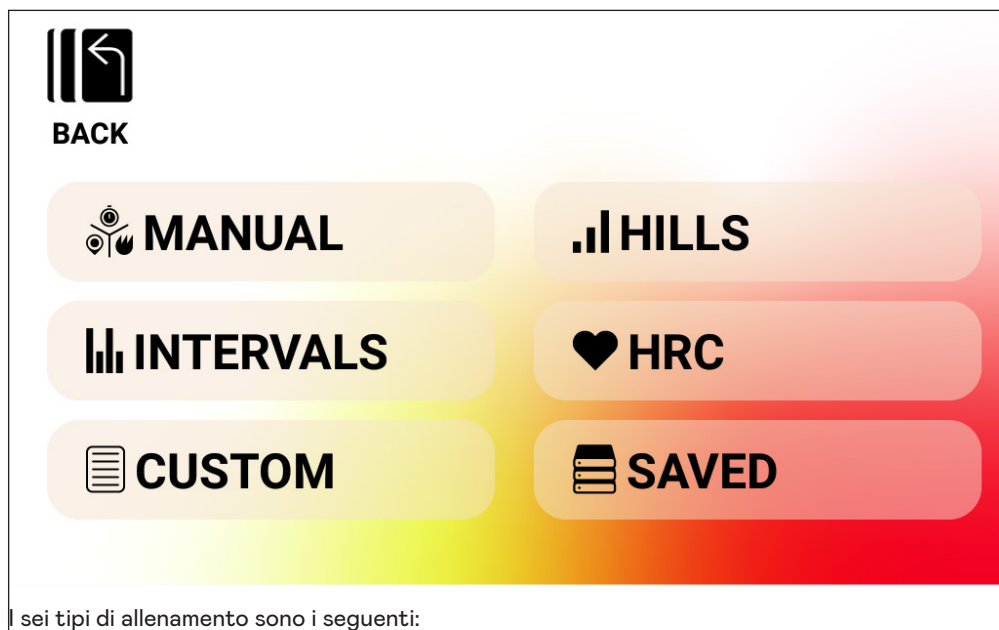 BACK
MANUAL
HILLS
INTERVALS
HRC
CUSTOM
SAVED
I sei tipi di allenamento sono i seguenti: